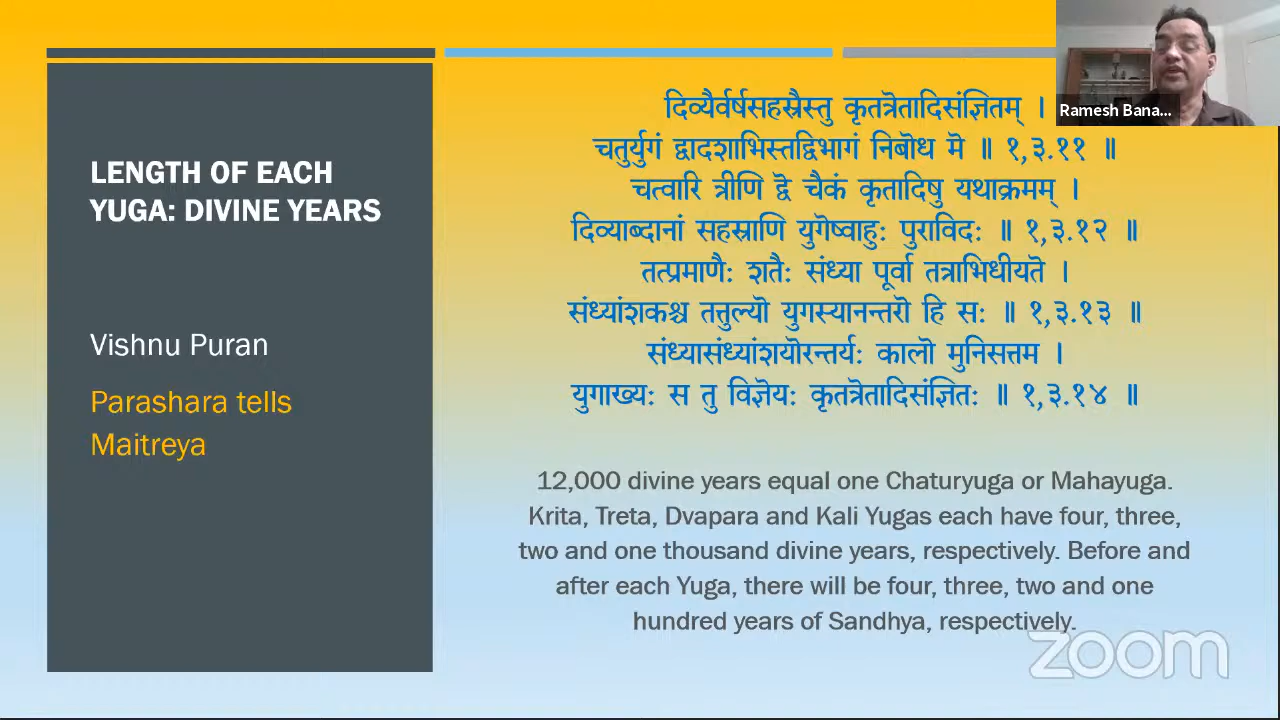 LENGTH OF EACH
YUGA: DIVINE YEARS
Vishnu Puran
Parashara tells
Maitreya
दिव्यैर्वर्षसहस्रैस्तु कृतत्रॆतादिसंज्ञितम् ।
चतुर्युगं द्वादशाभिस्तद्विभागं निबॊध मॆ ॥ १,३.११ ॥
चत्वारि त्रीणि द्वॆ चैकं कृतादिषु यथाक्रमम् ।
दिव्याब्दानां सहस्राणि युगॆष्वाहुः पुराविदः ॥ १,३.१२ ॥
तत्प्रमाणैः शतैः संध्या पूर्वा तत्राभिधीयतॆ ।
संध्यांशकश्च तत्तुल्यॊ युगस्यानन्तरॊ हि सः ॥ १,३.१३ ॥
संध्यासंध्यांशयॊरन्तर्यः कालॊ मुनिसत्तम ।
युगाख्यः स तु विज्ञॆयः कृतत्रॆतादिसंज्ञितः ॥ १,३.१४ ॥
12,000 divine years equal one Chaturyuga or Mahayuga.
Krita, Treta, Dvapara and Kali Yugas each have four, three,
two and one thousand divine years, respectively. Before and
after each Yuga, there will be four, three, two and one
hundred years of Sandhya, respectively.
Ramesh Bana...
zoom